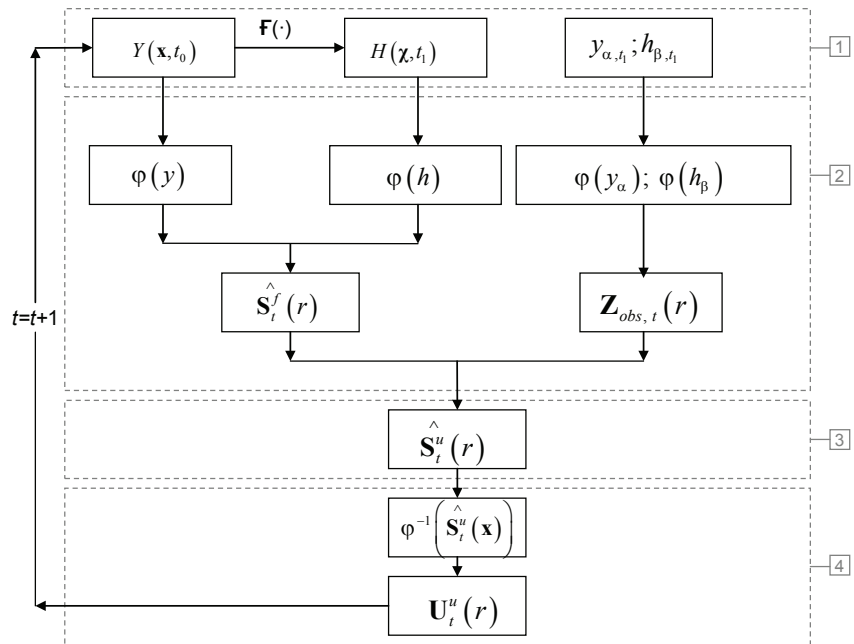 Y(x,t₀)
F(·)
H(χ,t₁)
y_{α,t₁};h_{β,t₁}
1
φ(y)
φ(h)
φ(y_α); φ(h_β)
2
Ŝ_t^f(r)
Z_{obs, t}(r)
t=t+1
Ŝ_t^u(r)
3
φ⁻¹(Ŝ_t^u(x))
4
U_t^u(r)